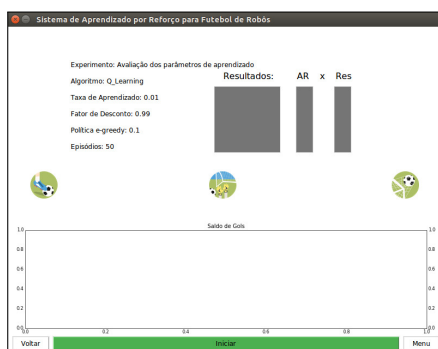 Sistema de Aprendizado por Reforço para Futebol de Robôs
Experimento: Avaliação dos parâmetros de aprendizado
Algoritmo: Q_Learning
Taxa de Aprendizado: 0.01
Fator de Desconto: 0.99
Política e-greedy: 0.1
Episódios: 50
Resultados: AR x Res
Saldo de Gols
1.0 1.0
0.8 0.8
0.6 0.6
0.4 0.4
0.2 0.2
0.0 0.0
0.0 0.2 0.4 0.6 0.8 1.0
Voltar Iniciar Menu